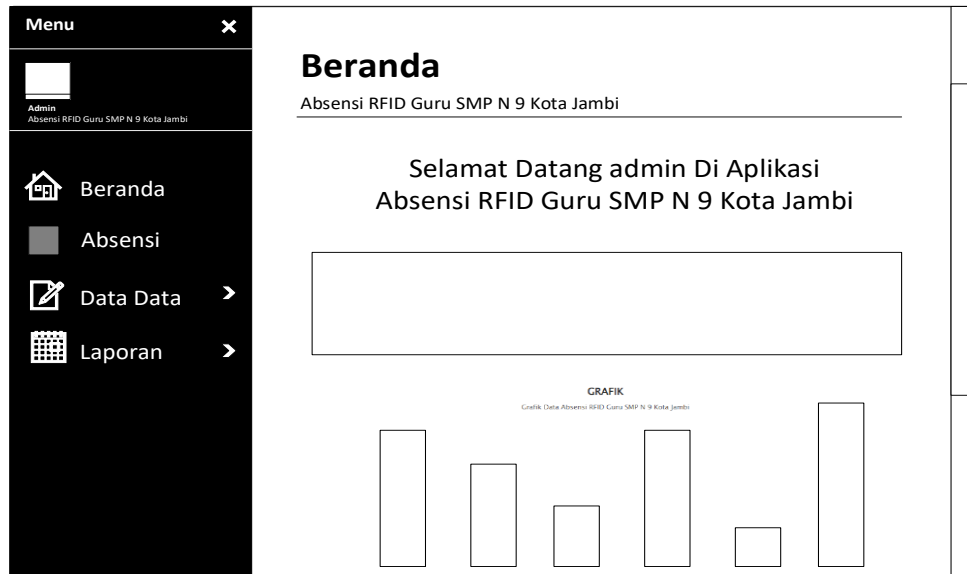 Menu
Admin
Absensi RFID Guru SMP N 9 Kota Jambi
Beranda
Absensi
Data Data
Laporan
Beranda
Absensi RFID Guru SMP N 9 Kota Jambi
Selamat Datang admin Di Aplikasi
Absensi RFID Guru SMP N 9 Kota Jambi
GRAFIK
Grafik Data Absensi RFID Guru SMP N 9 Kota Jambi